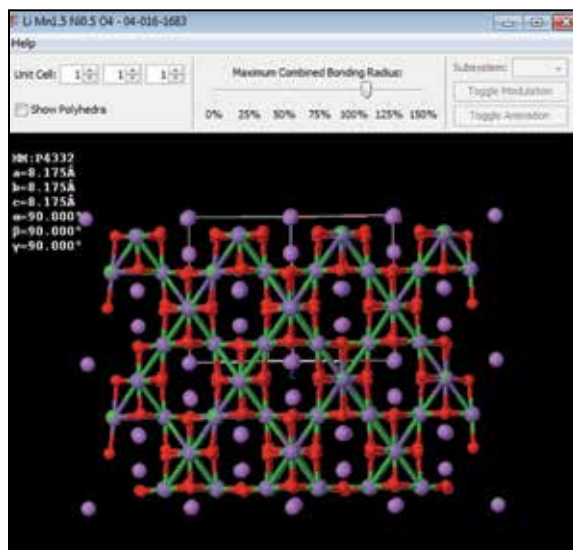 Li Mn1.5 Ni0.5 O4 - 04-016-1683
Help
Unit Cell: 1 1 1
Maximum Combined Bonding Radius:
Subsystem:
Show Polyhedra
0% 25% 50% 75% 100% 125% 150%
Toggle Modulation
Toggle Animation
HM:P4332
a=8.175Å
b=8.175Å
c=8.175Å
α=90.000°
β=90.000°
γ=90.000°